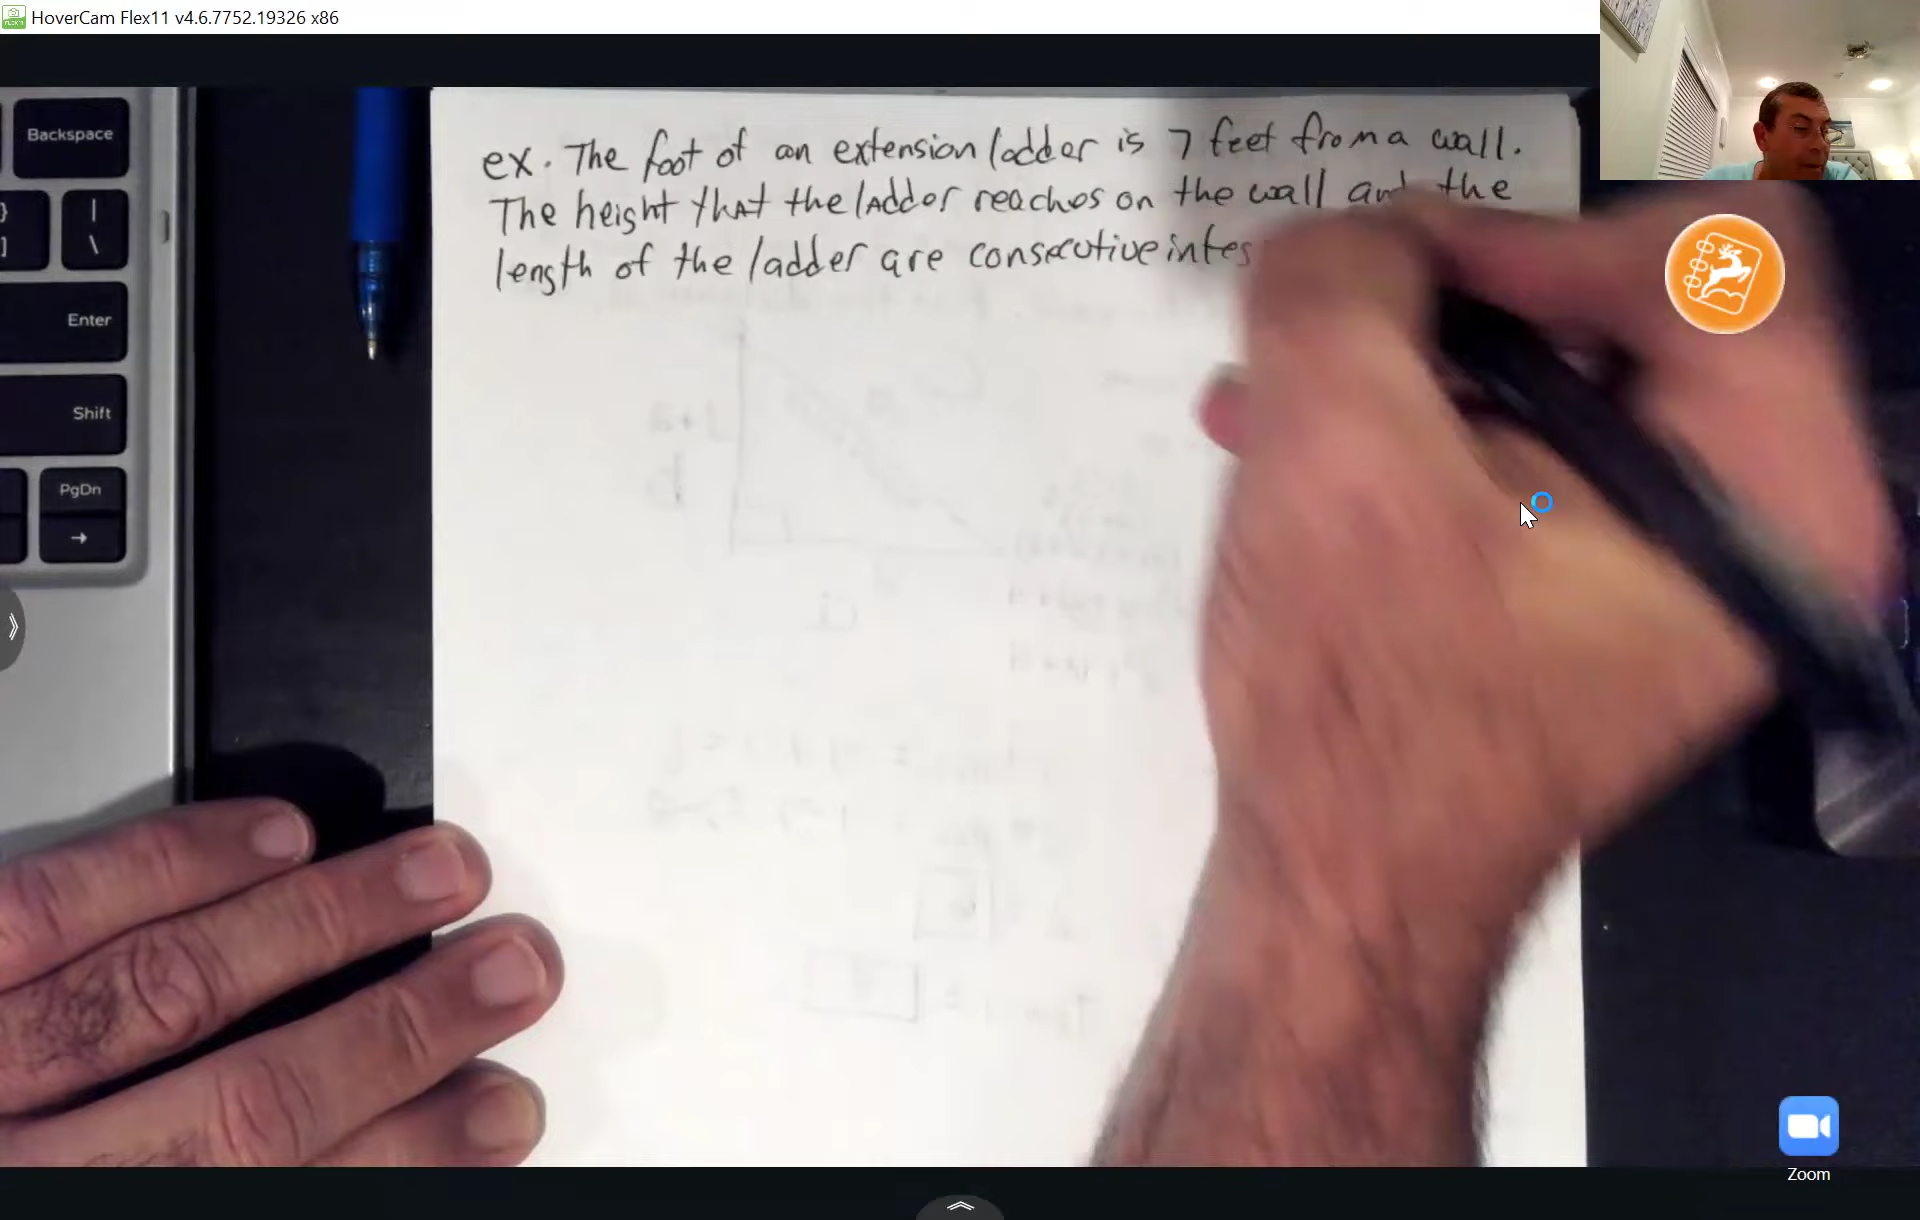 HoverCam Flex11 v4.6.7752.19326 x86
Backspace
}
]
|
\
Enter
Shift
PgDn
→
ex. The foot of an extension ladder is 7 feet from a wall.
The height that the ladder reaches on the wall and the
length of the ladder are consecutive integ
Zoom